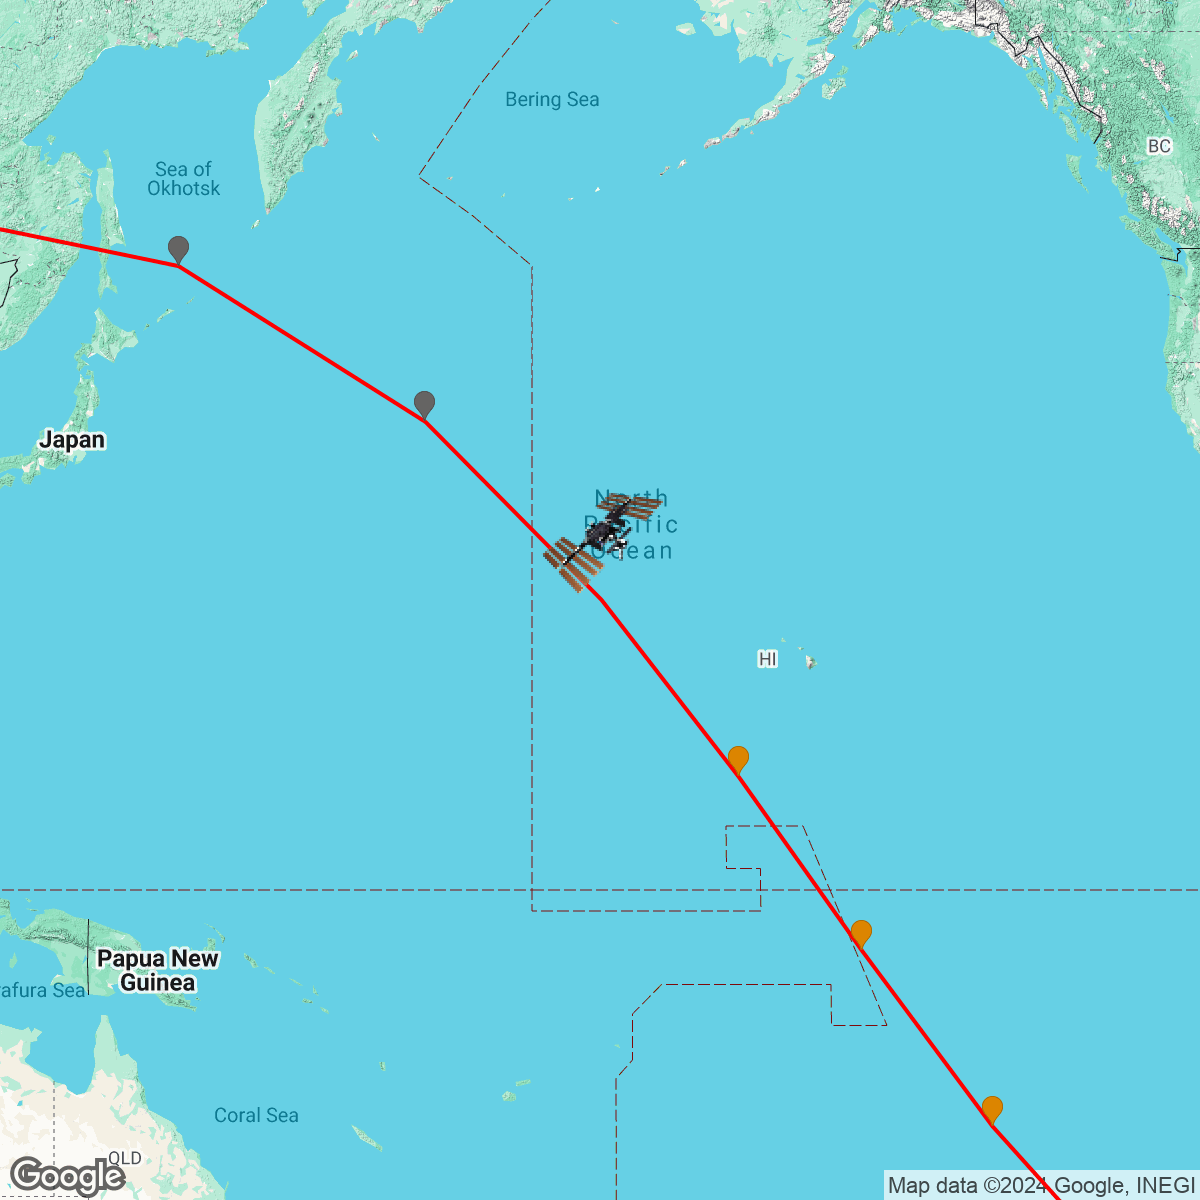 Bering Sea
BC
Sea of
Okhotsk
Japan
North
Pacific
Ocean
HI
Papua New
Guinea
rafura Sea
Coral Sea
QLD
Google
Map data ©2024 Google, INEGI